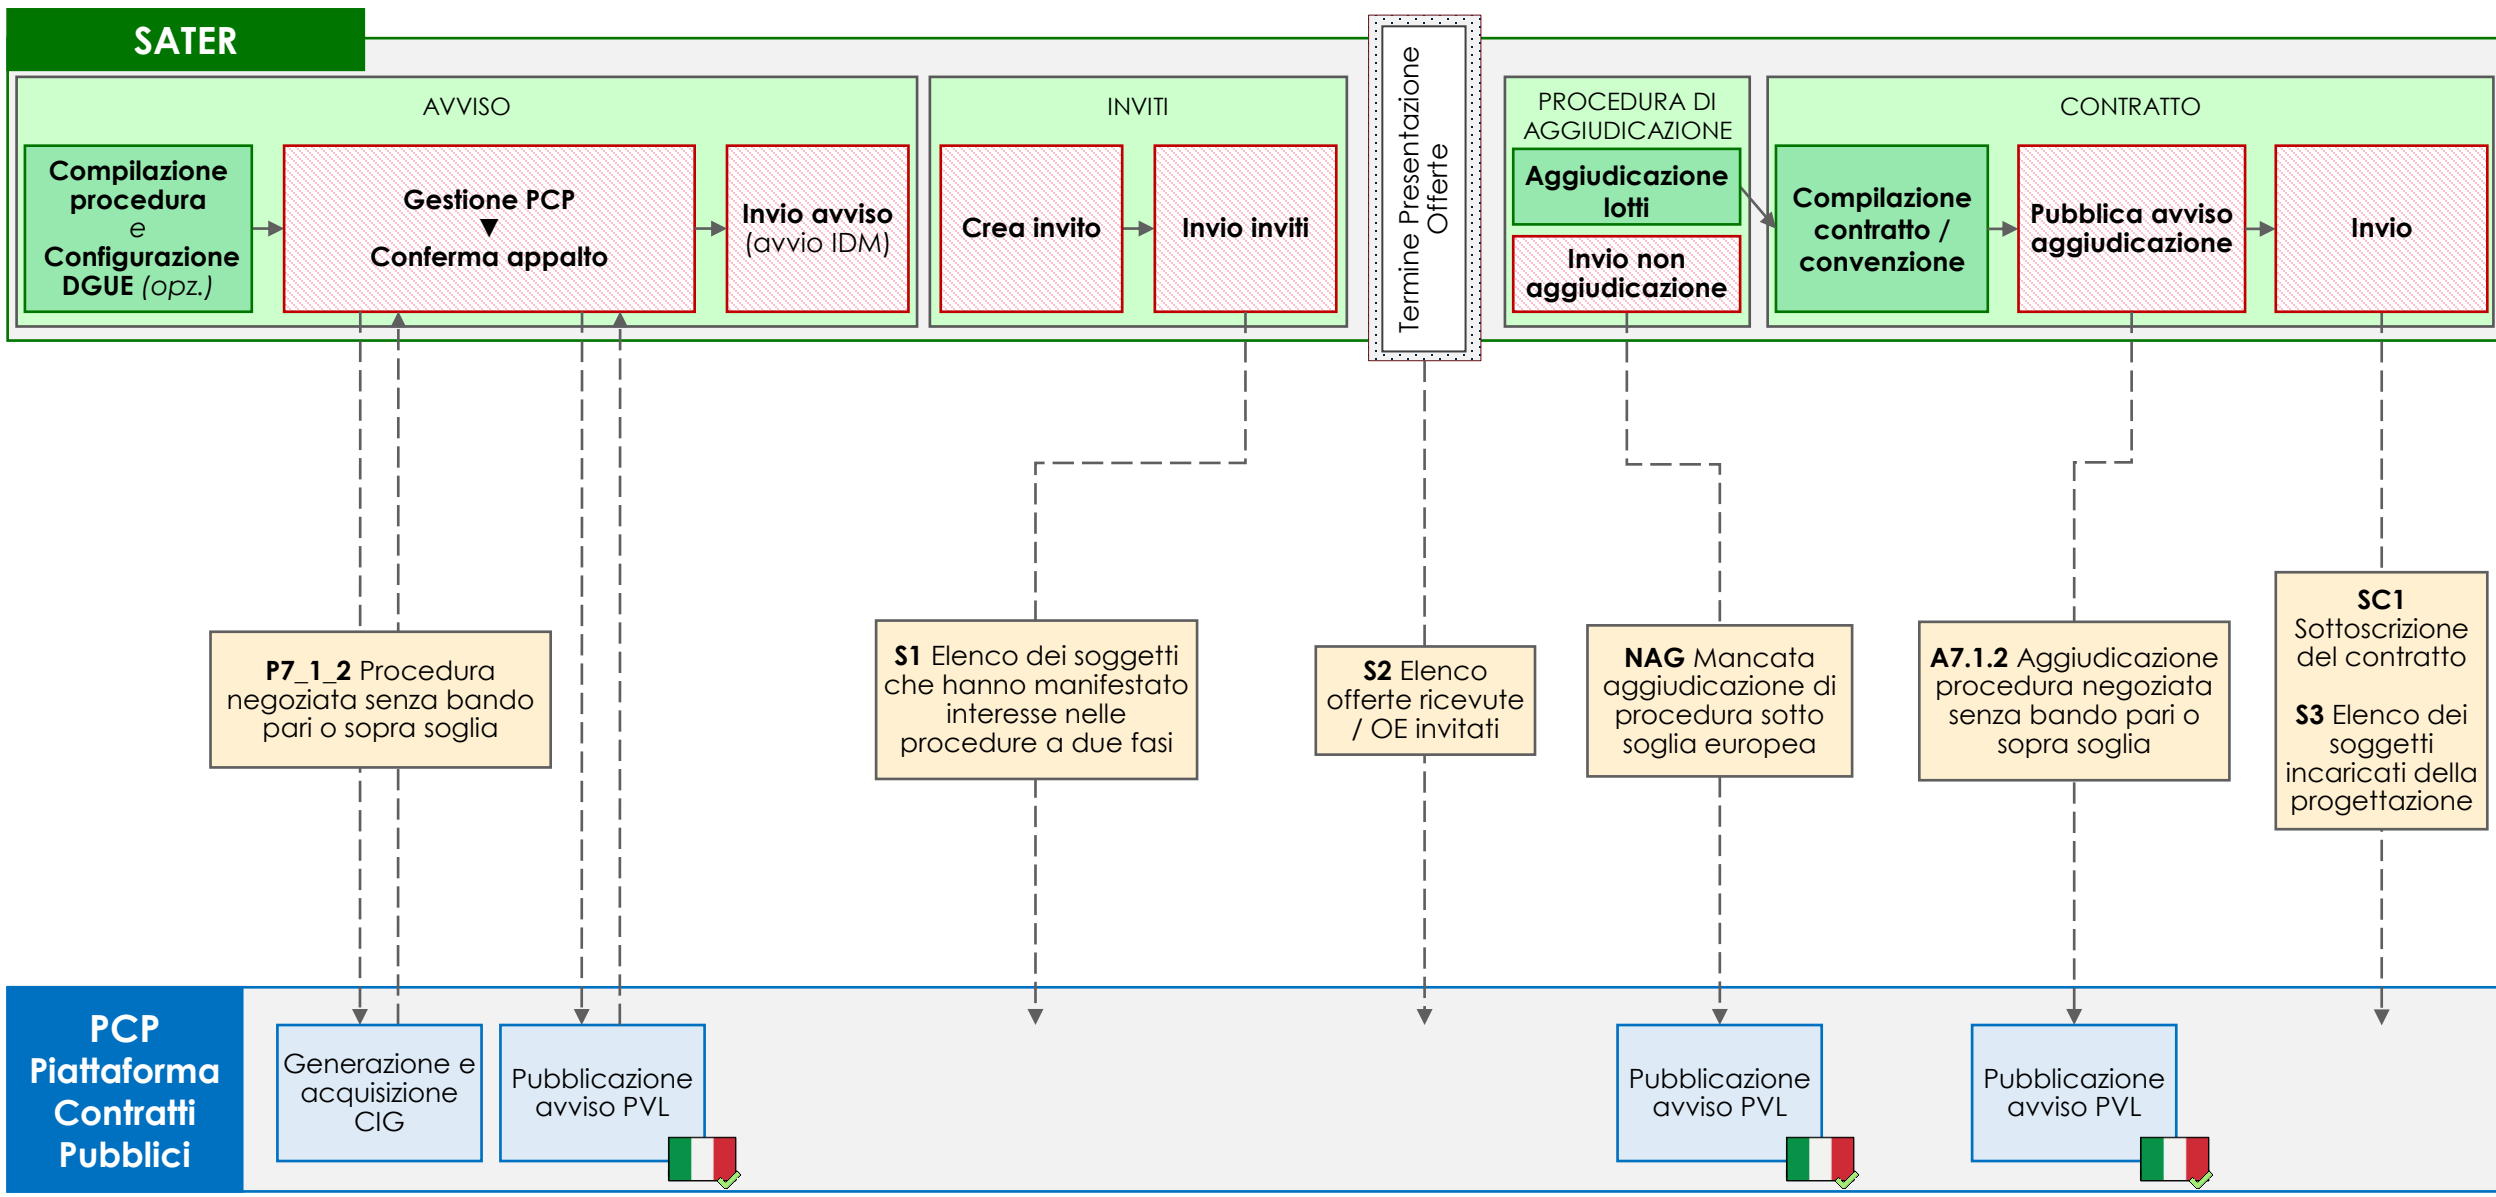 SATER
AVVISO
Compilazione
procedura
e
Configurazione
DGUE (opz.)
Gestione PCP
▼
Conferma appalto
Invio avviso
(avvio IDM)
INVITI
Crea invito
Invio inviti
Termine Presentazione
Offerte
PROCEDURA DI
AGGIUDICAZIONE
Aggiudicazione
lotti
Invio non
aggiudicazione
CONTRATTO
Compilazione
contratto /
convenzione
Pubblica avviso
aggiudicazione
Invio
P7_1_2 Procedura
negoziata senza bando
pari o sopra soglia
S1 Elenco dei soggetti
che hanno manifestato
interesse nelle
procedure a due fasi
S2 Elenco
offerte ricevute
/ OE invitati
NAG Mancata
aggiudicazione di
procedura sotto
soglia europea
A7.1.2 Aggiudicazione
procedura negoziata
senza bando pari o
sopra soglia
SC1
Sottoscrizione
del contratto
S3 Elenco dei
soggetti
incaricati della
progettazione
PCP
Piattaforma
Contratti
Pubblici
Generazione e
acquisizione
CIG
Pubblicazione
avviso PVL
Pubblicazione
avviso PVL
Pubblicazione
avviso PVL